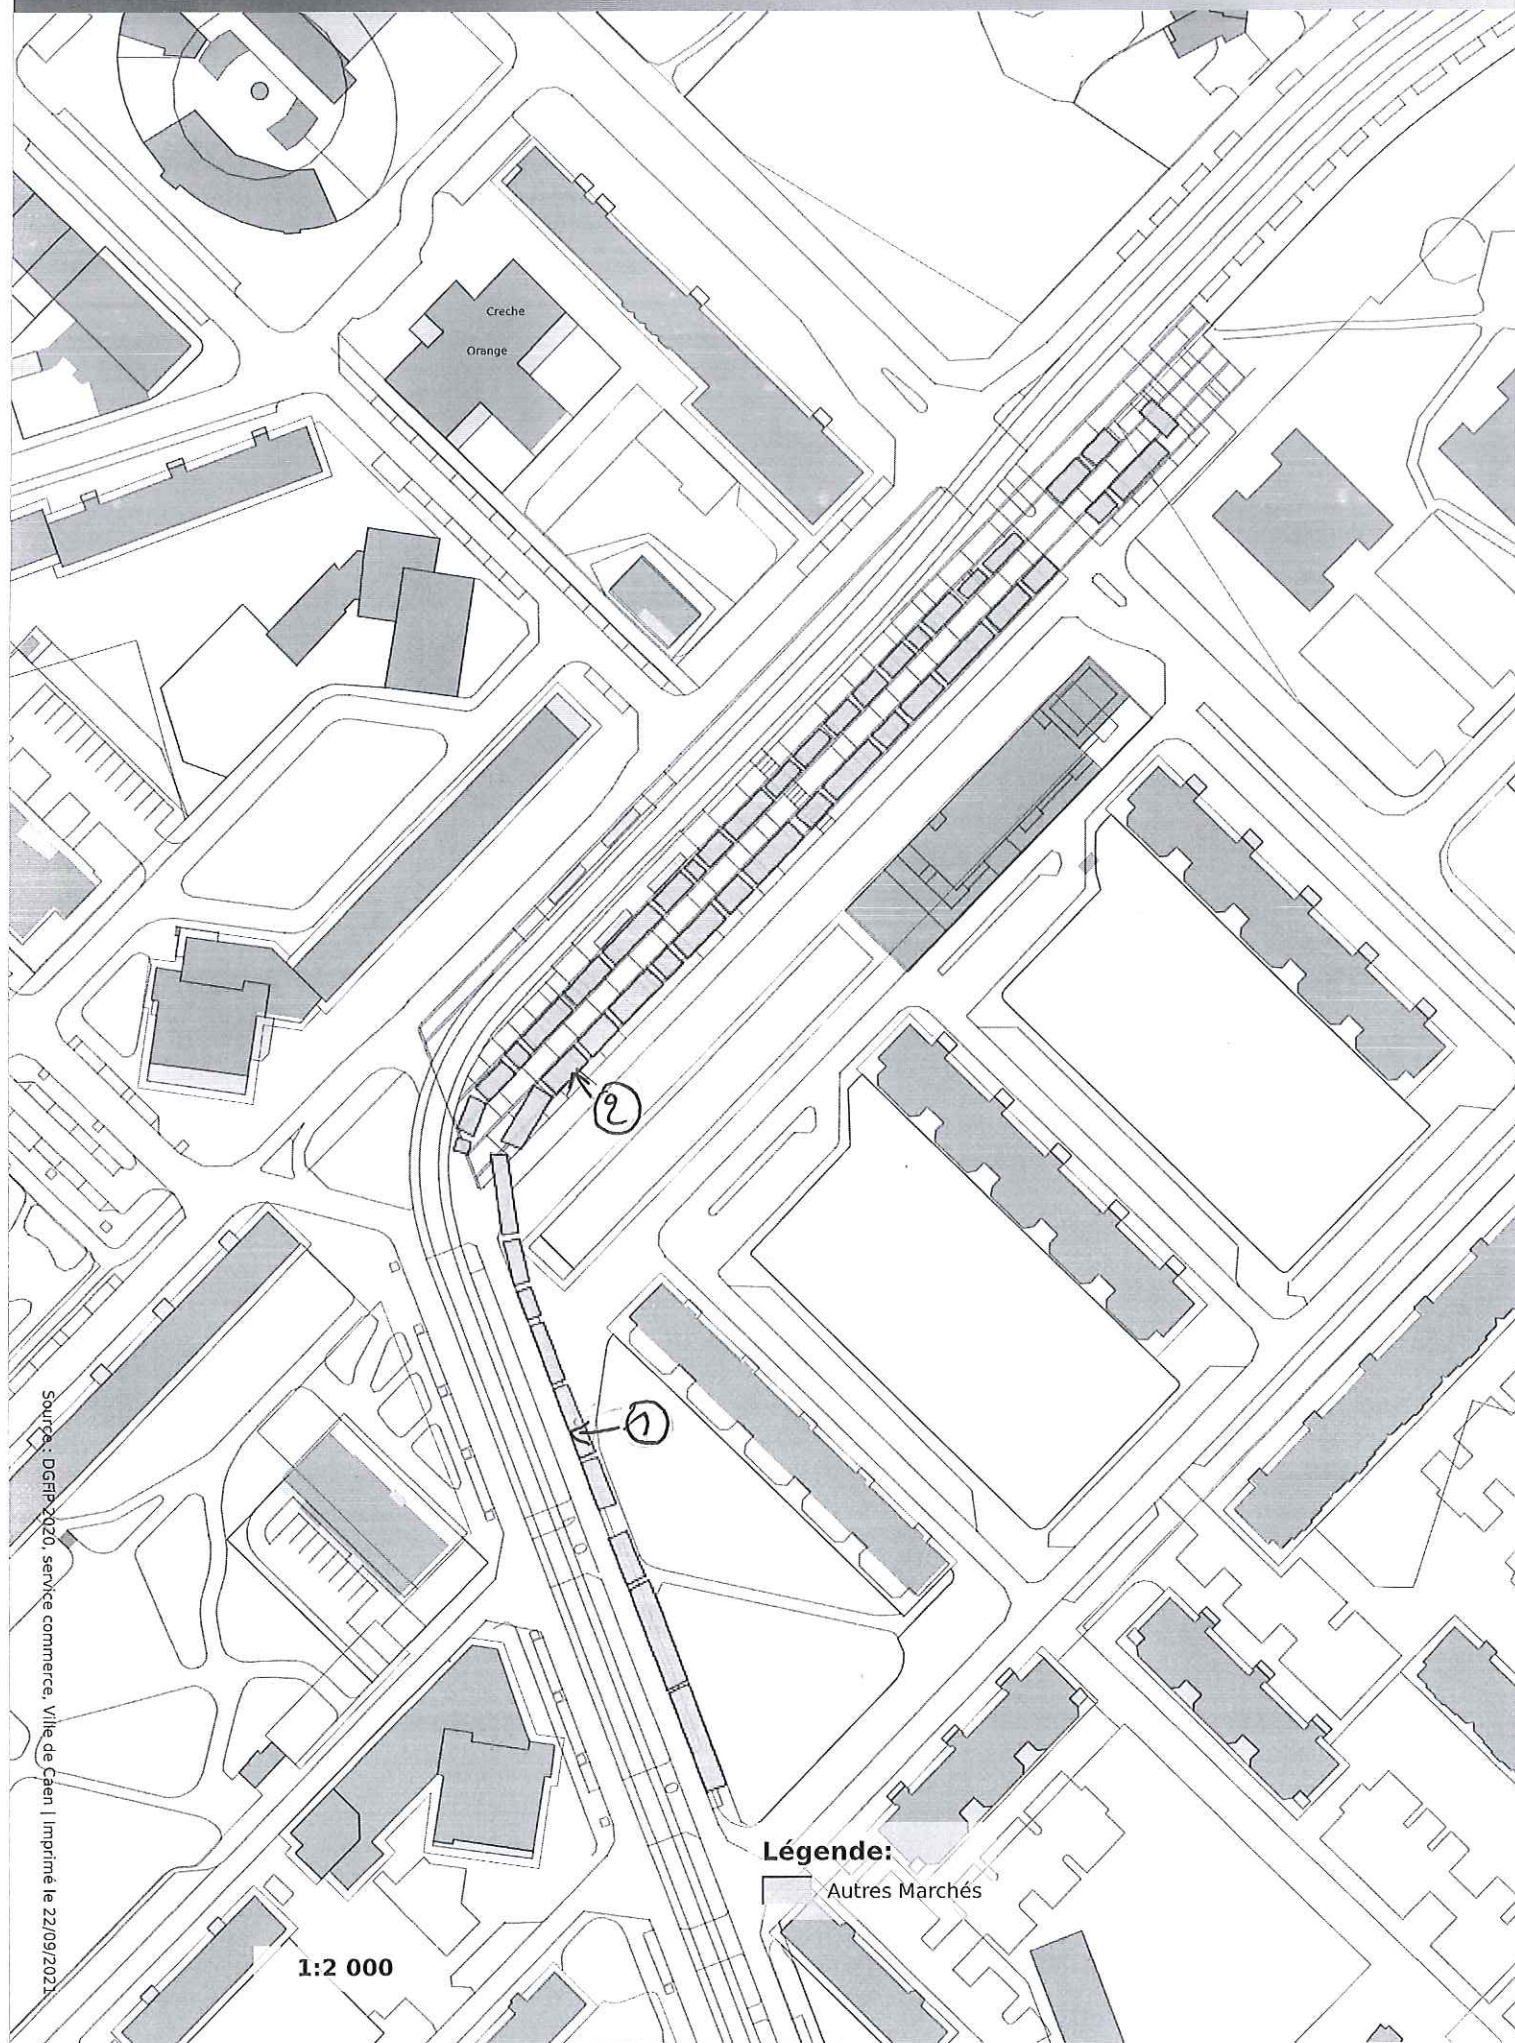 Creche
Orange
2
1
Légende:
Autres Marchés
1:2 000
Source : DGFIP 2020, service commerce, Ville de Caen | Imprimé le 22/09/2021